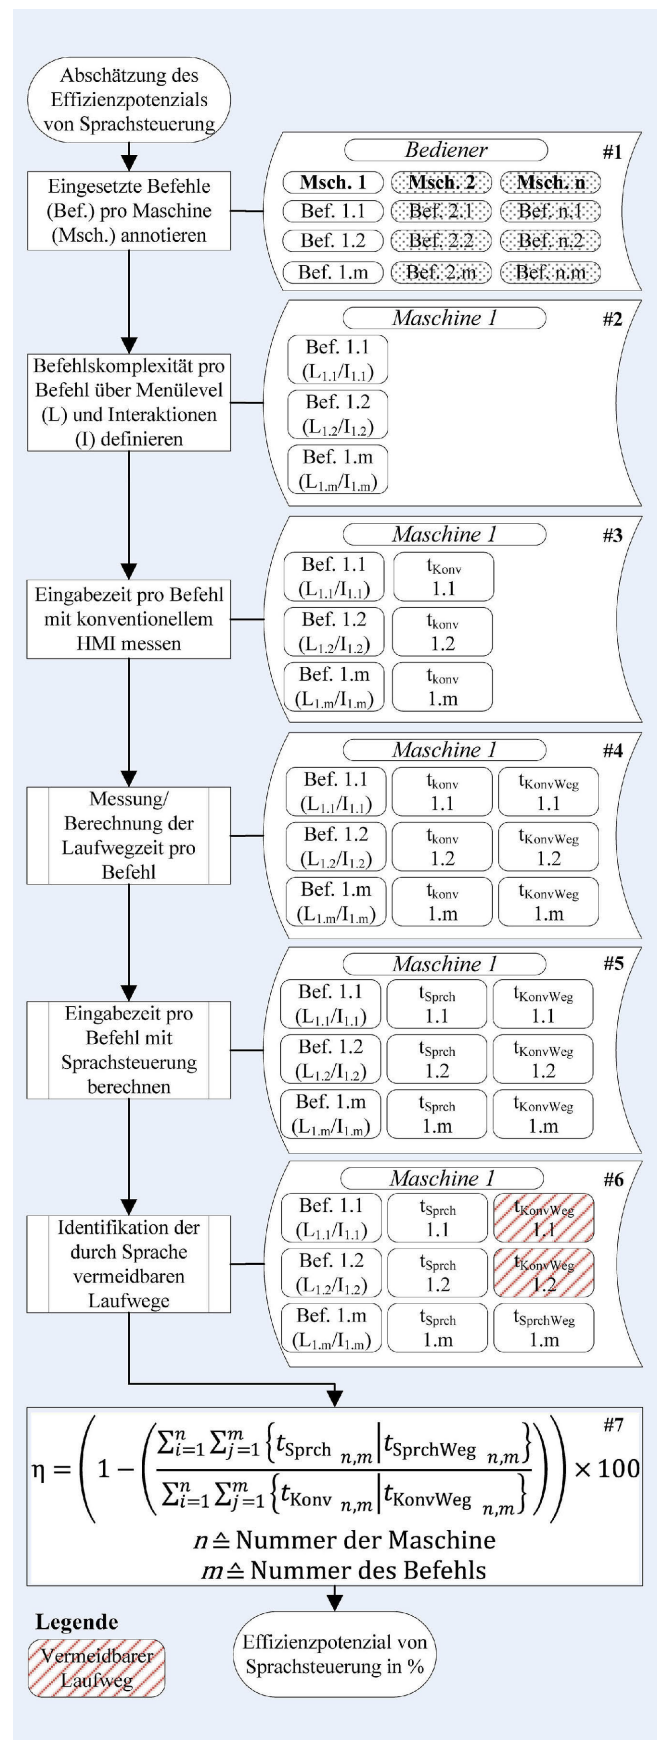 Abschätzung des
Effizienzpotenzials
von Sprachsteuerung
Eingesetzte Befehle
(Bef.) pro Maschine
(Msch.) annotieren
Bediener
#1
Msch. 1 Msch. 2 Msch. n
Bef. 1.1 Bef. 2.1 Bef. n.1
Bef. 1.2 Bef. 2.2 Bef. n.2
Bef. 1.m Bef. 2.m Bef. n.m
Befehlskomplexität pro
Befehl über Menülevel
(L) und Interaktionen
(I) definieren
Maschine 1
#2
Bef. 1.1
(L1.1/I1.1)
Bef. 1.2
(L1.2/I1.2)
Bef. 1.m
(L1.m/I1.m)
Eingabezeit pro Befehl
mit konventionellem
HMI messen
Maschine 1
#3
Bef. 1.1 tKonv
(L1.1/I1.1) 1.1
Bef. 1.2 tkonv
(L1.2/I1.2) 1.2
Bef. 1.m tkonv
(L1.m/I1.m) 1.m
Messung/
Berechnung der
Laufwegzeit pro
Befehl
Maschine 1
#4
Bef. 1.1 tkonv tKonvWeg
(L1.1/I1.1) 1.1 1.1
Bef. 1.2 tkonv tKonvWeg
(L1.2/I1.2) 1.2 1.2
Bef. 1.m tkonv tKonvWeg
(L1.m/I1.m) 1.m 1.m
Eingabezeit pro
Befehl mit
Sprachsteuerung
berechnen
Maschine 1
#5
Bef. 1.1 tSprch tKonvWeg
(L1.1/I1.1) 1.1 1.1
Bef. 1.2 tSprch tKonvWeg
(L1.2/I1.2) 1.2 1.2
Bef. 1.m tSprch tKonvWeg
(L1.m/I1.m) 1.m 1.m
Identifikation der
durch Sprache
vermeidbaren
Laufwege
Maschine 1
#6
Bef. 1.1 tSprch tKonvWeg
(L1.1/I1.1) 1.1 1.1
Bef. 1.2 tSprch tKonvWeg
(L1.2/I1.2) 1.2 1.2
Bef. 1.m tSprch tSprchWeg
(L1.m/I1.m) 1.m 1.m
#7
η = (1 − (∑ⁿᵢ₌₁ ∑ᵐⱼ₌₁ {tSprch n,m | tSprchWeg n,m} / ∑ⁿᵢ₌₁ ∑ᵐⱼ₌₁ {tKonv n,m | tKonvWeg n,m})) × 100
n ≙ Nummer der Maschine
m ≙ Nummer des Befehls
Legende
Vermeidbarer
Laufweg
Effizienzpotenzial von
Sprachsteuerung in %